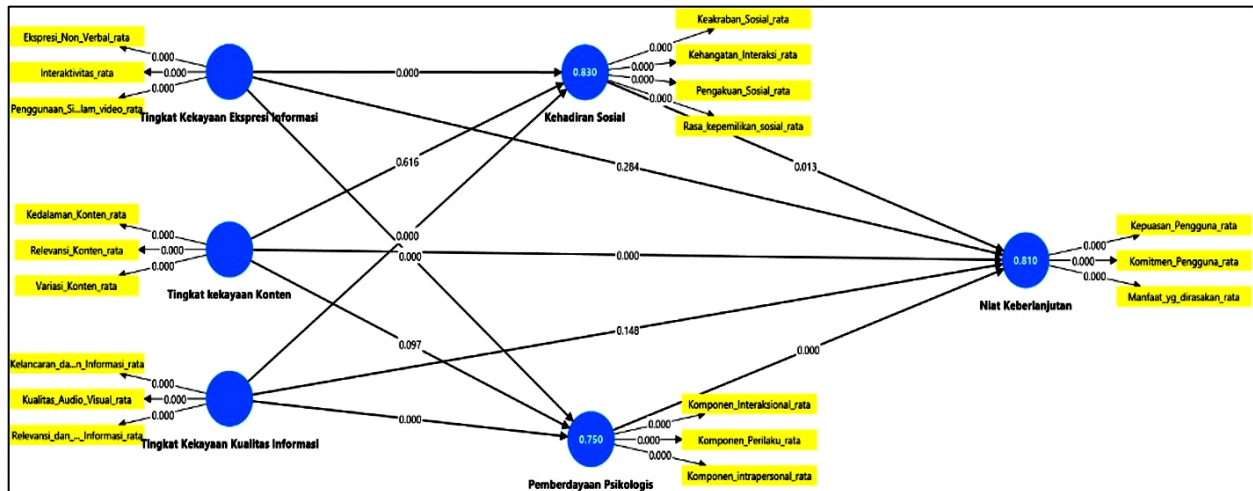 Ekspresi_Non_Verbal_rata
0.000
Interaktivitas_rata
0.000
Penggunaan_Si...lam_video_rata
0.000
Tingkat Kekayaan Ekspresi Informasi
Kedalaman_Konten_rata
0.000
Relevansi_Konten_rata
0.000
Variasi_Konten_rata
0.000
Tingkat kekayaan Konten
Kelancaran_da...n_Informasi_rata
0.000
Kualitas_Audio_Visual_rata
0.000
Relevansi_dan_..._Informasi_rata
0.000
Tingkat Kekayaan Kualitas Informasi
0.000
0.616
0.000
0.000
0.284
0.000
0.097
0.148
0.000
0.830
Kehadiran Sosial
Keakraban_Sosial_rata
0.000
Kehangatan_Interaksi_rata
0.000
Pengakuan_Sosial_rata
0.000
Rasa_kepemilikan_sosial_rata
0.000
0.013
0.000
0.750
Pemberdayaan Psikologis
Komponen_Interaksional_rata
0.000
Komponen_Perilaku_rata
0.000
Komponen_intrapersonal_rata
0.000
0.810
Niat Keberlanjutan
Kepuasan_Pengguna_rata
0.000
Komitmen_Pengguna_rata
0.000
Manfaat_yg_dirasakan_rata
0.000